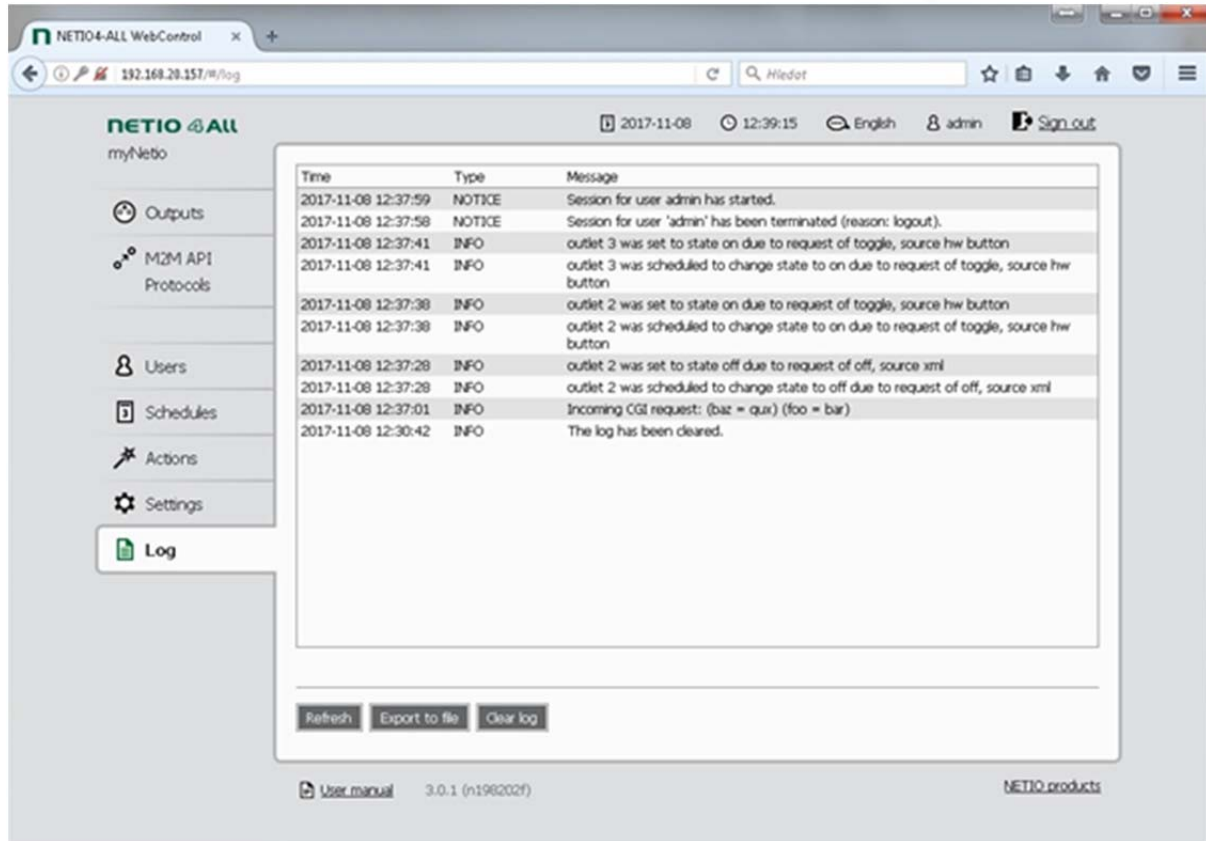 NETIO4-ALL WebControl
192.168.20.157/#/log
Hledat
NETIO 4All
2017-11-08
12:39:15
English
admin
Sign out
myNetio
Outputs
M2M API
Protocols
Users
Schedules
Actions
Settings
Log
Time Type Message
2017-11-08 12:37:59 NOTICE Session for user admin has started.
2017-11-08 12:37:58 NOTICE Session for user 'admin' has been terminated (reason: logout).
2017-11-08 12:37:41 INFO outlet 3 was set to state on due to request of toggle, source hw button
2017-11-08 12:37:41 INFO outlet 3 was scheduled to change state to on due to request of toggle, source hw
button
2017-11-08 12:37:38 INFO outlet 2 was set to state on due to request of toggle, source hw button
2017-11-08 12:37:38 INFO outlet 2 was scheduled to change state to on due to request of toggle, source hw
button
2017-11-08 12:37:28 INFO outlet 2 was set to state off due to request of off, source xml
2017-11-08 12:37:28 INFO outlet 2 was scheduled to change state to off due to request of off, source xml
2017-11-08 12:37:01 INFO Incoming CGI request: (baz = qux) (foo = bar)
2017-11-08 12:30:42 INFO The log has been cleared.
Refresh
Export to file
Clear log
User manual
3.0.1 (n198202f)
NETIO products